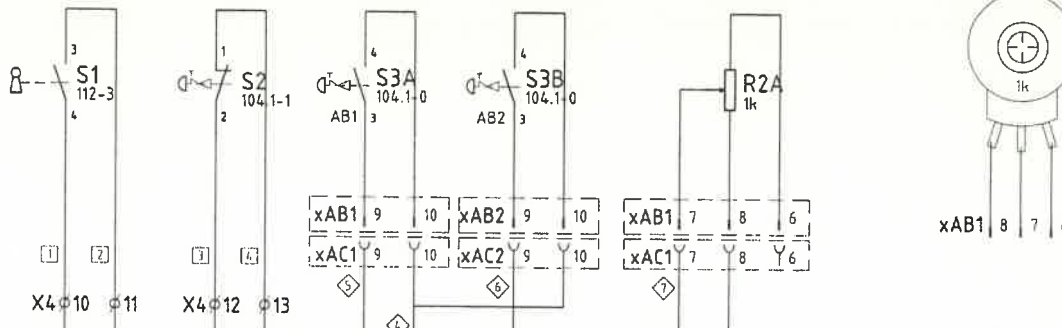 3
S1
112-3
4
1
S2
104.1-1
2
4
S3A
104.1-0
AB1 3
4
S3B
104.1-0
AB2 3
R2A
1k
1k
xAB1 9 10
xAC1 9 10
xAB2 9 10
xAC2 9 10
xAB1 7 8 6
xAC1 7 8 6
xAB1 8 7
1 2 3 4
5 6 7
X4 10 11
X4 12 13
4